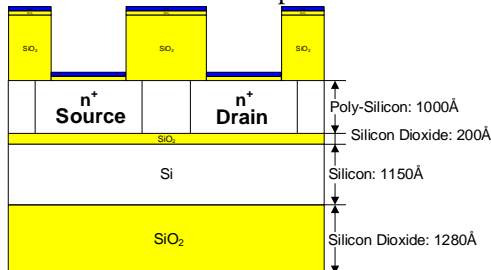 SiO₂
SiO₂
SiO₂
n⁺ Source
n⁺ Drain
Poly-Silicon: 1000Å
SiO₂
Silicon Dioxide: 200Å
Si
Silicon: 1150Å
SiO₂
Silicon Dioxide: 1280Å